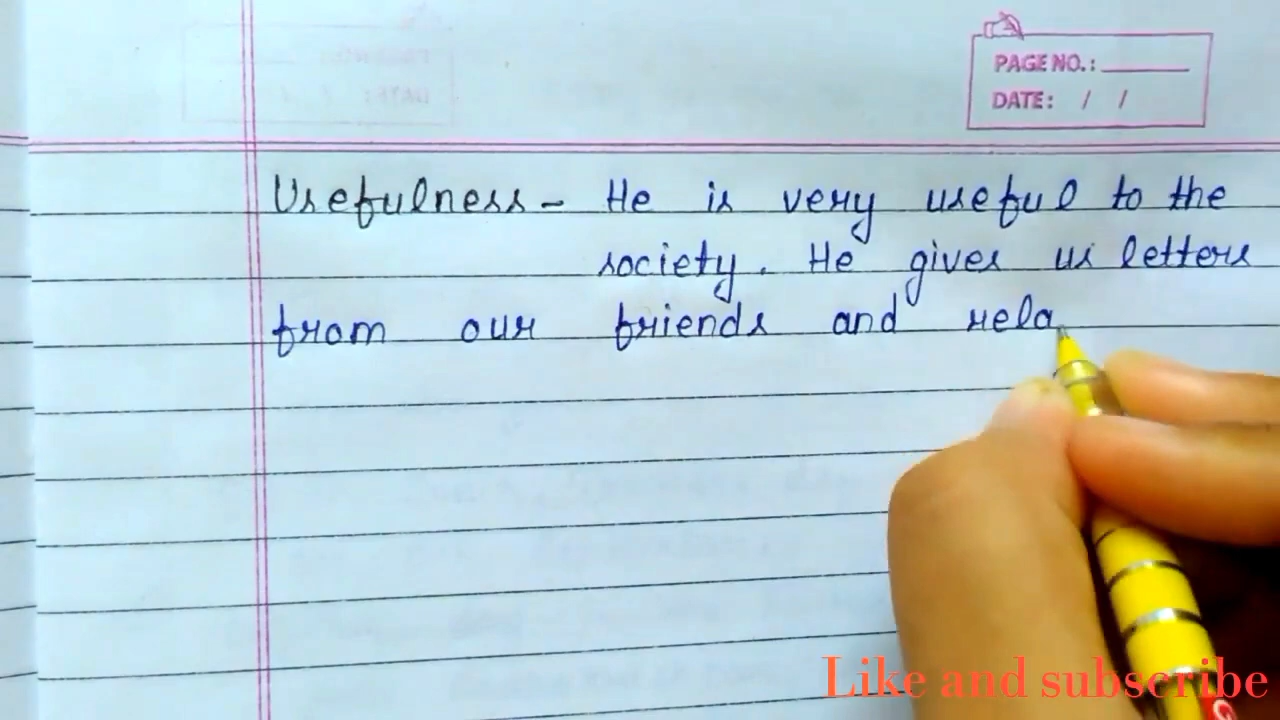 PAGE NO.:
DATE: / /
Usefulness - He is very useful to the
society. He gives us letters
from our friends and rela
Like and subscribe